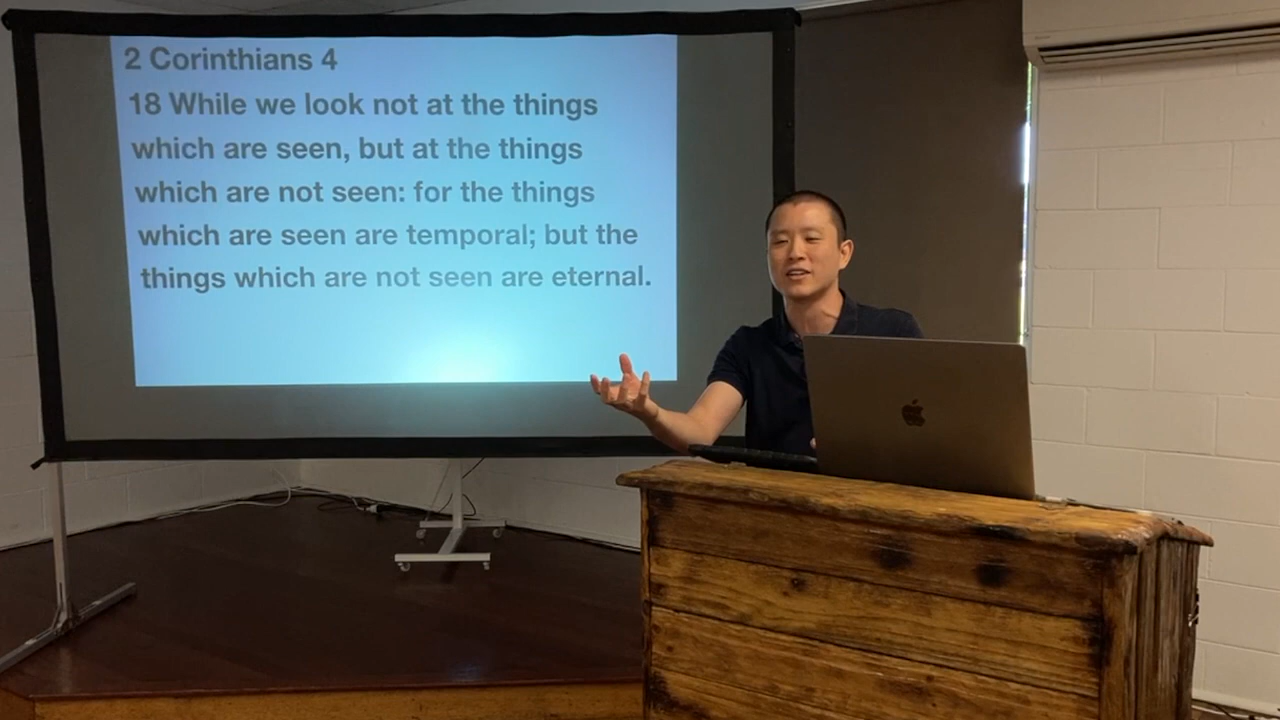 2 Corinthians 4
18 While we look not at the things
which are seen, but at the things
which are not seen: for the things
which are seen are temporal; but the
things which are not seen are eternal.